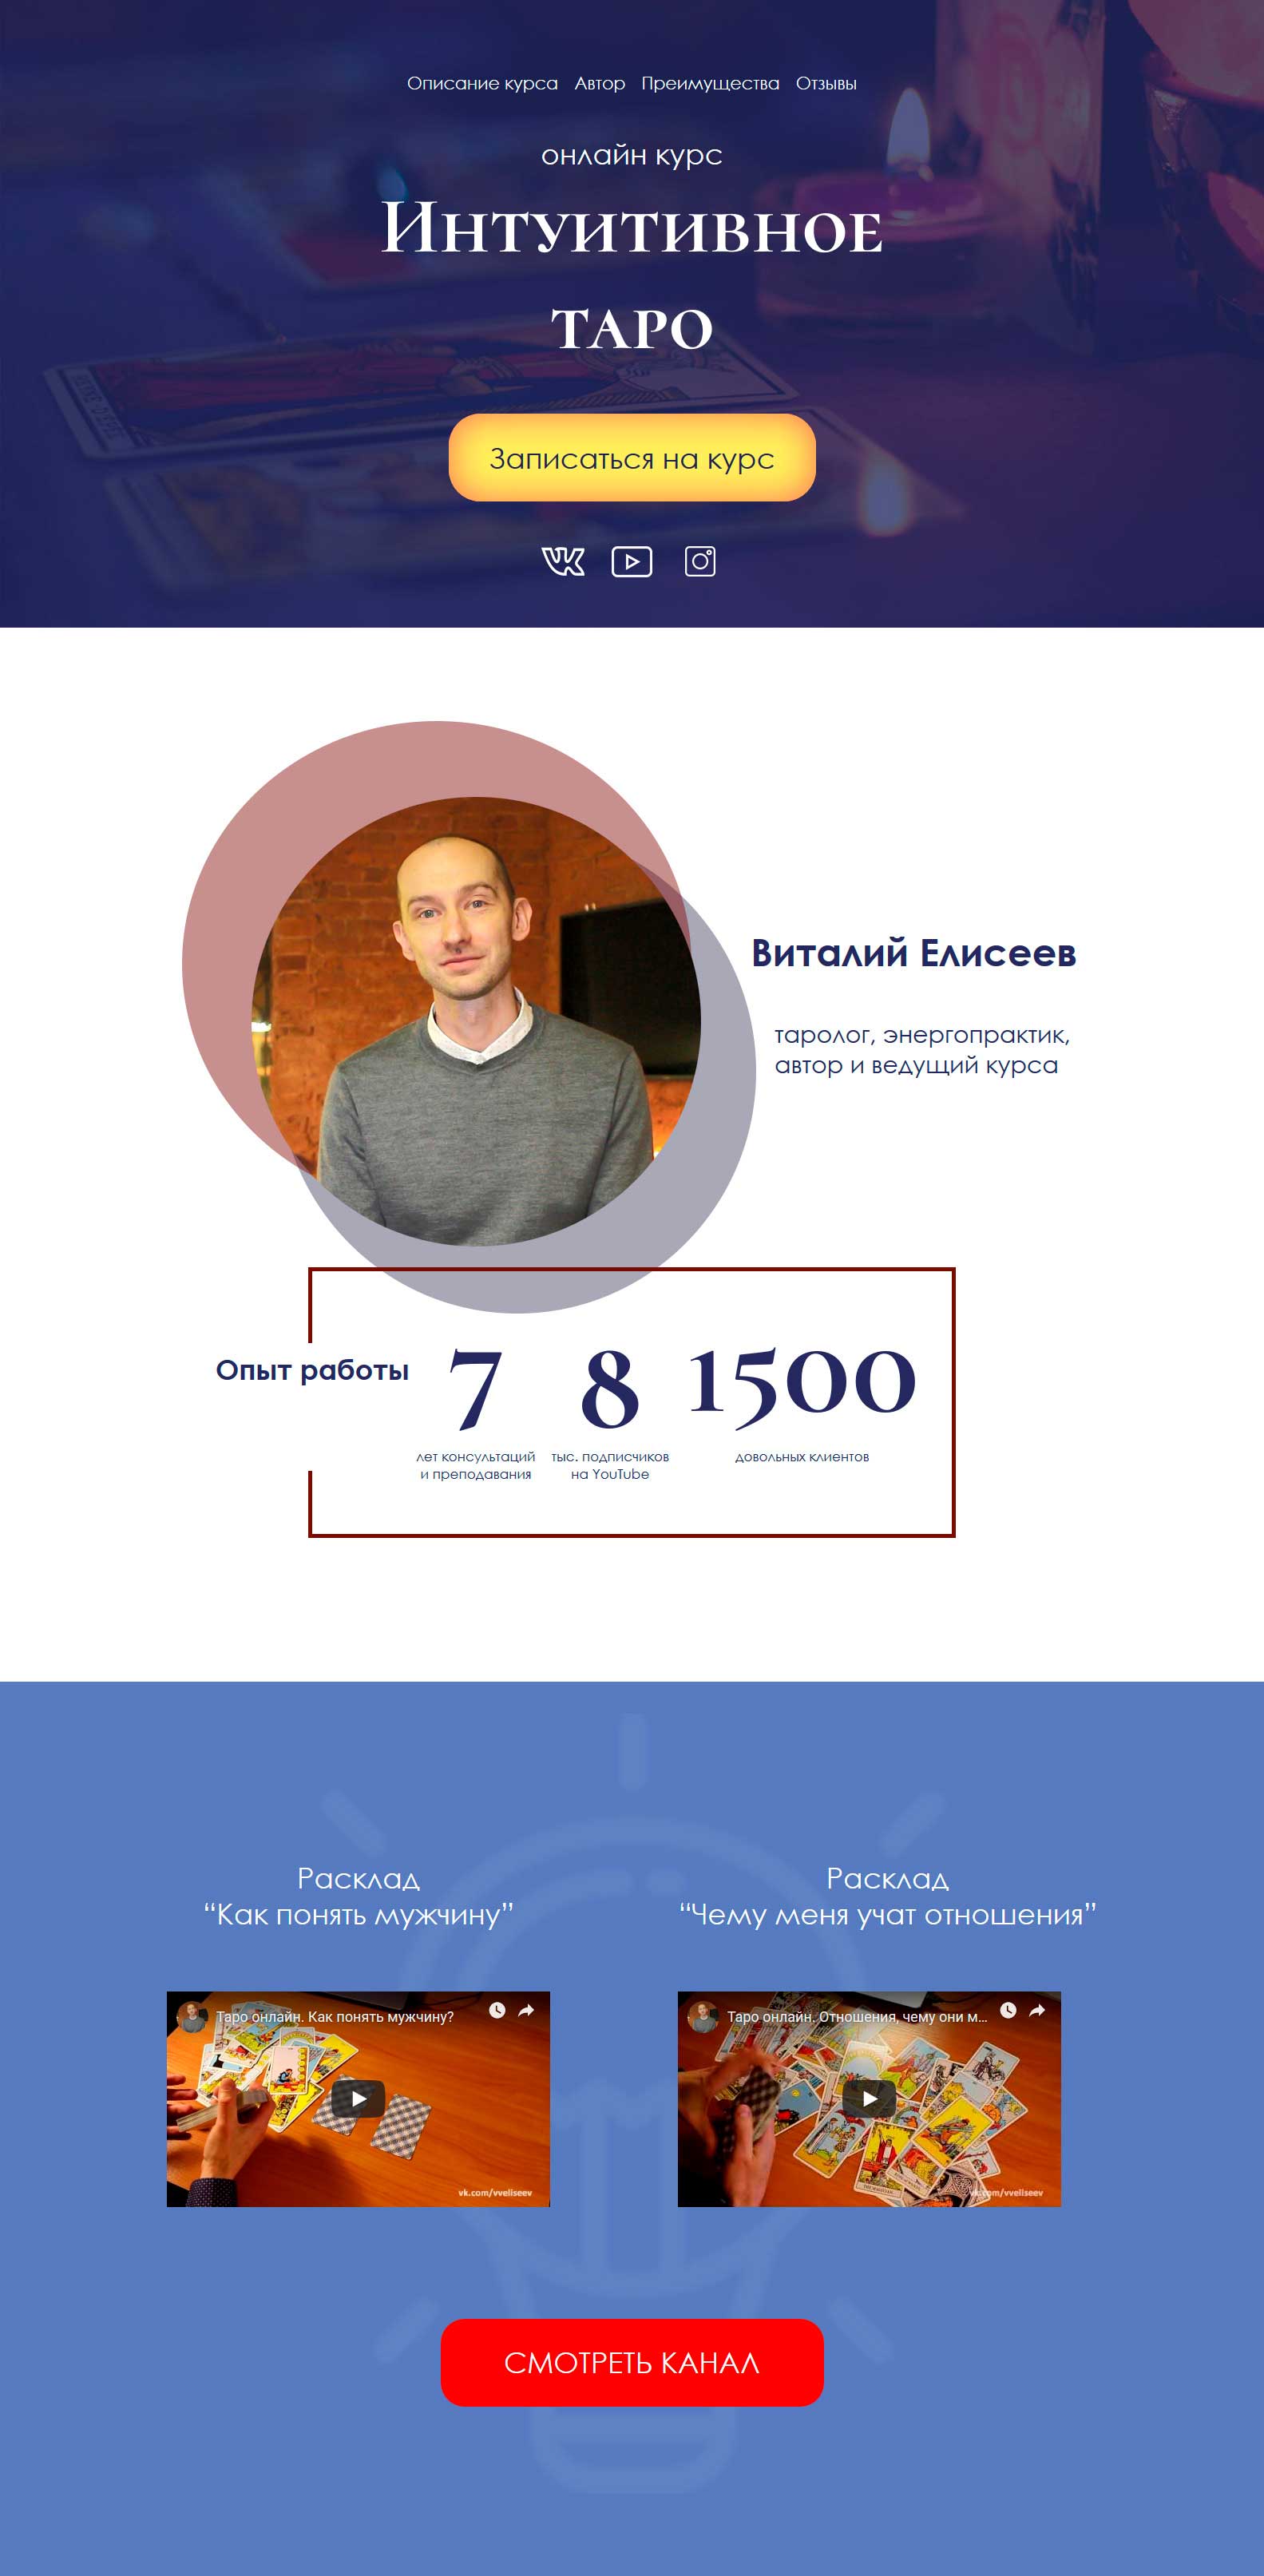 Описание курса Автор Преимущества Отзывы
онлайн курс
Интуитивное
таро
Записаться на курс
Виталий Елисеев
таролог, энергопрактик,
автор и ведущий курса
Опыт работы
7 8 1500
лет консультаций
и преподавания
тыс. подписчиков
на YouTube
довольных клиентов
Расклад
“Как понять мужчину”
Расклад
“Чему меня учат отношения”
Таро онлайн. Как понять мужчину?
vk.com/vveliseev
Таро онлайн. Отношения, чему они м...
vk.com/vveliseev
СМОТРЕТЬ КАНАЛ